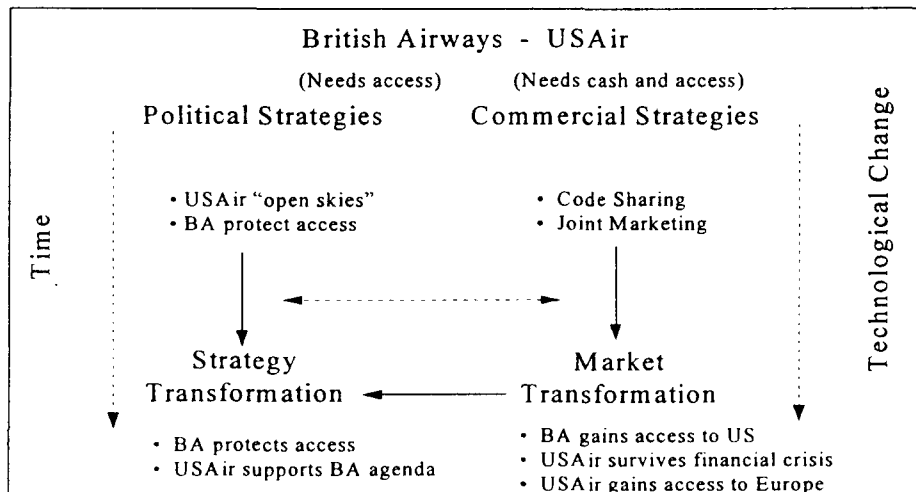 British Airways - USAir
(Needs access) (Needs cash and access)
Political Strategies Commercial Strategies
• USAir "open skies"
• BA protect access
• Code Sharing
• Joint Marketing
Time
Technological Change
Strategy
Transformation
Market
Transformation
• BA protects access
• USAir supports BA agenda
• BA gains access to US
• USAir survives financial crisis
• USAir gains access to Europe